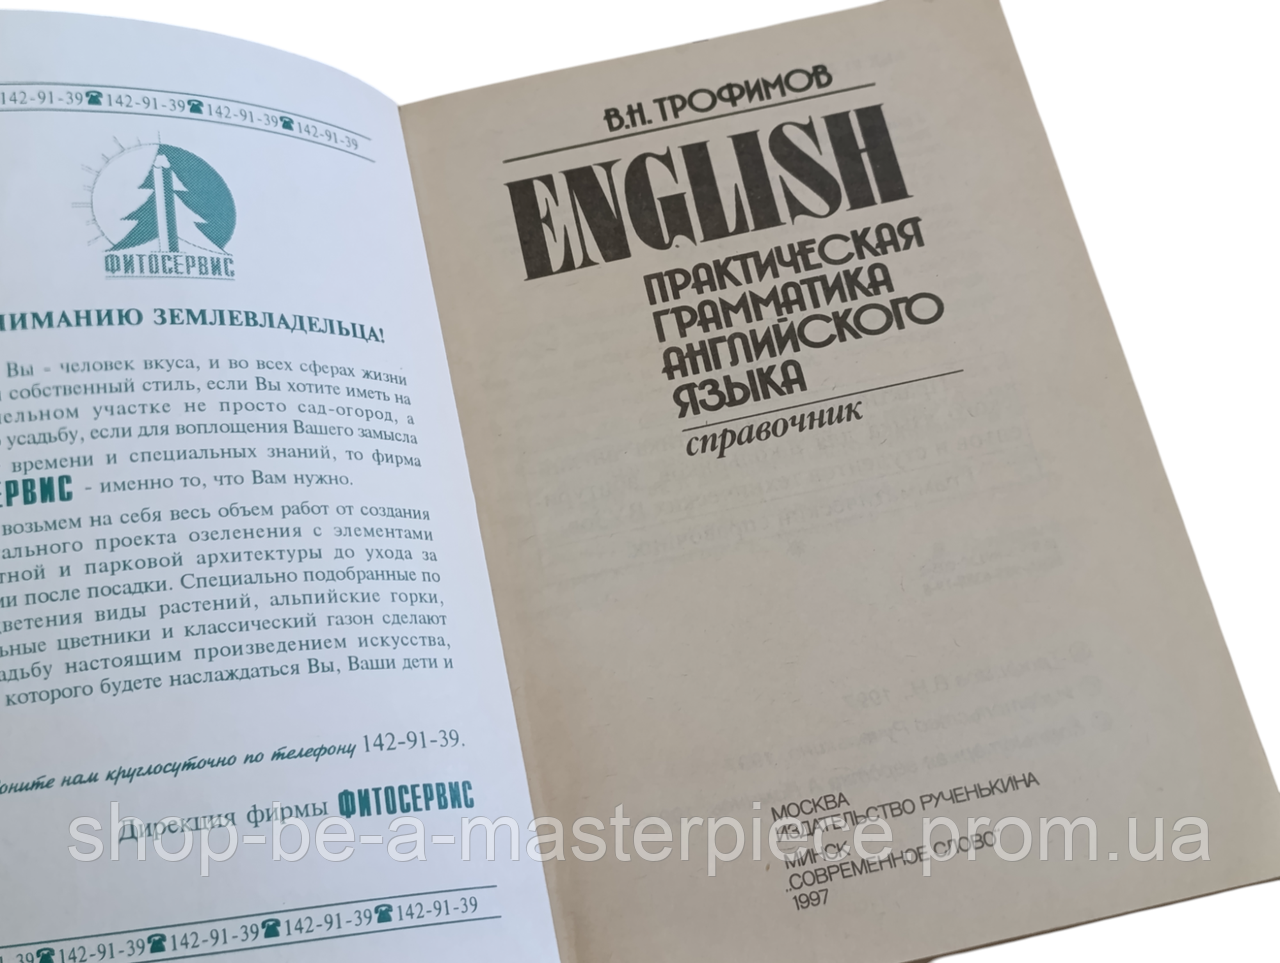 142-91-39☎142-91-39☎142-91-39☎142-91-39
ФИТОСЕРВИС
НИМАНИЮ ЗЕМЛЕВЛАДЕЛЬЦА!
Вы - человек вкуса, и во всех сферах жизни
собственный стиль, если Вы хотите иметь на
ельном участке не просто сад-огород, а
усадьбу, если для воплощения Вашего замысла
времени и специальных знаний, то фирма
ЕРВИС - именно то, что Вам нужно.
возьмем на себя весь объем работ от создания
ального проекта озеленения с элементами
тной и парковой архитектуры до ухода за
ми после посадки. Специально подобранные по
цветения виды растений, альпийские горки,
льные цветники и классический газон сделают
адьбу настоящим произведением искусства,
которого будете наслаждаться Вы, Ваши дети и
оните нам круглосуточно по телефону 142-91-39.
Дирекция фирмы ФИТОСЕРВИС
-39☎142-91-39☎142-91-39☎142-91-39☎142-91-39
В.Н. ТРОФИМОВ
ENGLISH
ПРАКТИЧЕСКАЯ
ГРАММАТИКА
АНГЛИЙСКОГО
ЯЗЫКА
справочник
МОСКВА
ИЗДАТЕЛЬСТВО РУЧЕНЬКИНА
МИНСК
„СОВРЕМЕННОЕ СЛОВО"
1997
shop-be-a-masterpiece.prom.ua